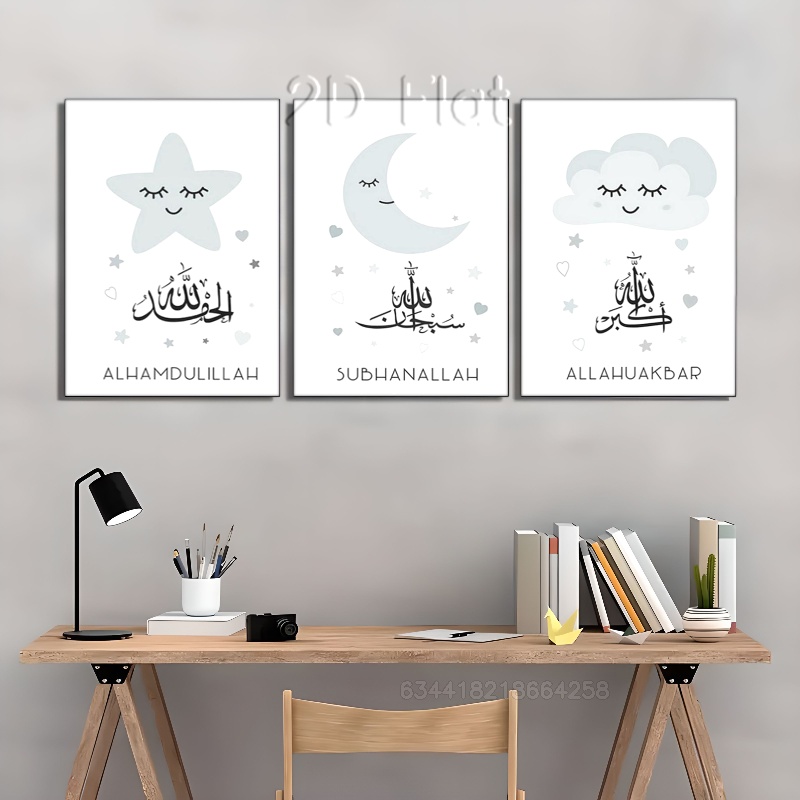 2D Flat
الحمد لله
سبحان الله
الله أكبر
ALHAMDULILLAH
SUBHANALLAH
ALLAHUAKBAR
634418218664258